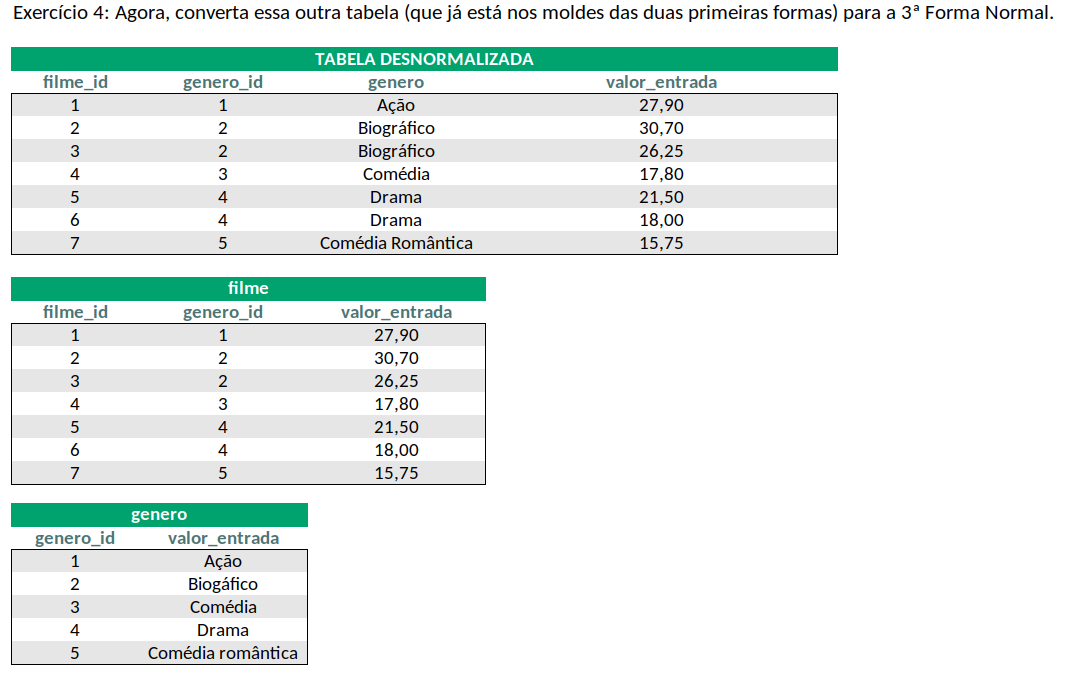 Exercício 4: Agora, converta essa outra tabela (que já está nos moldes das duas primeiras formas) para a 3ª Forma Normal.
TABELA DESNORMALIZADA
filme_id genero_id genero valor_entrada
1 1 Ação 27,90
2 2 Biográfico 30,70
3 2 Biográfico 26,25
4 3 Comédia 17,80
5 4 Drama 21,50
6 4 Drama 18,00
7 5 Comédia Romântica 15,75
filme
filme_id genero_id valor_entrada
1 1 27,90
2 2 30,70
3 2 26,25
4 3 17,80
5 4 21,50
6 4 18,00
7 5 15,75
genero
genero_id valor_entrada
1 Ação
2 Biogáfico
3 Comédia
4 Drama
5 Comédia romântica